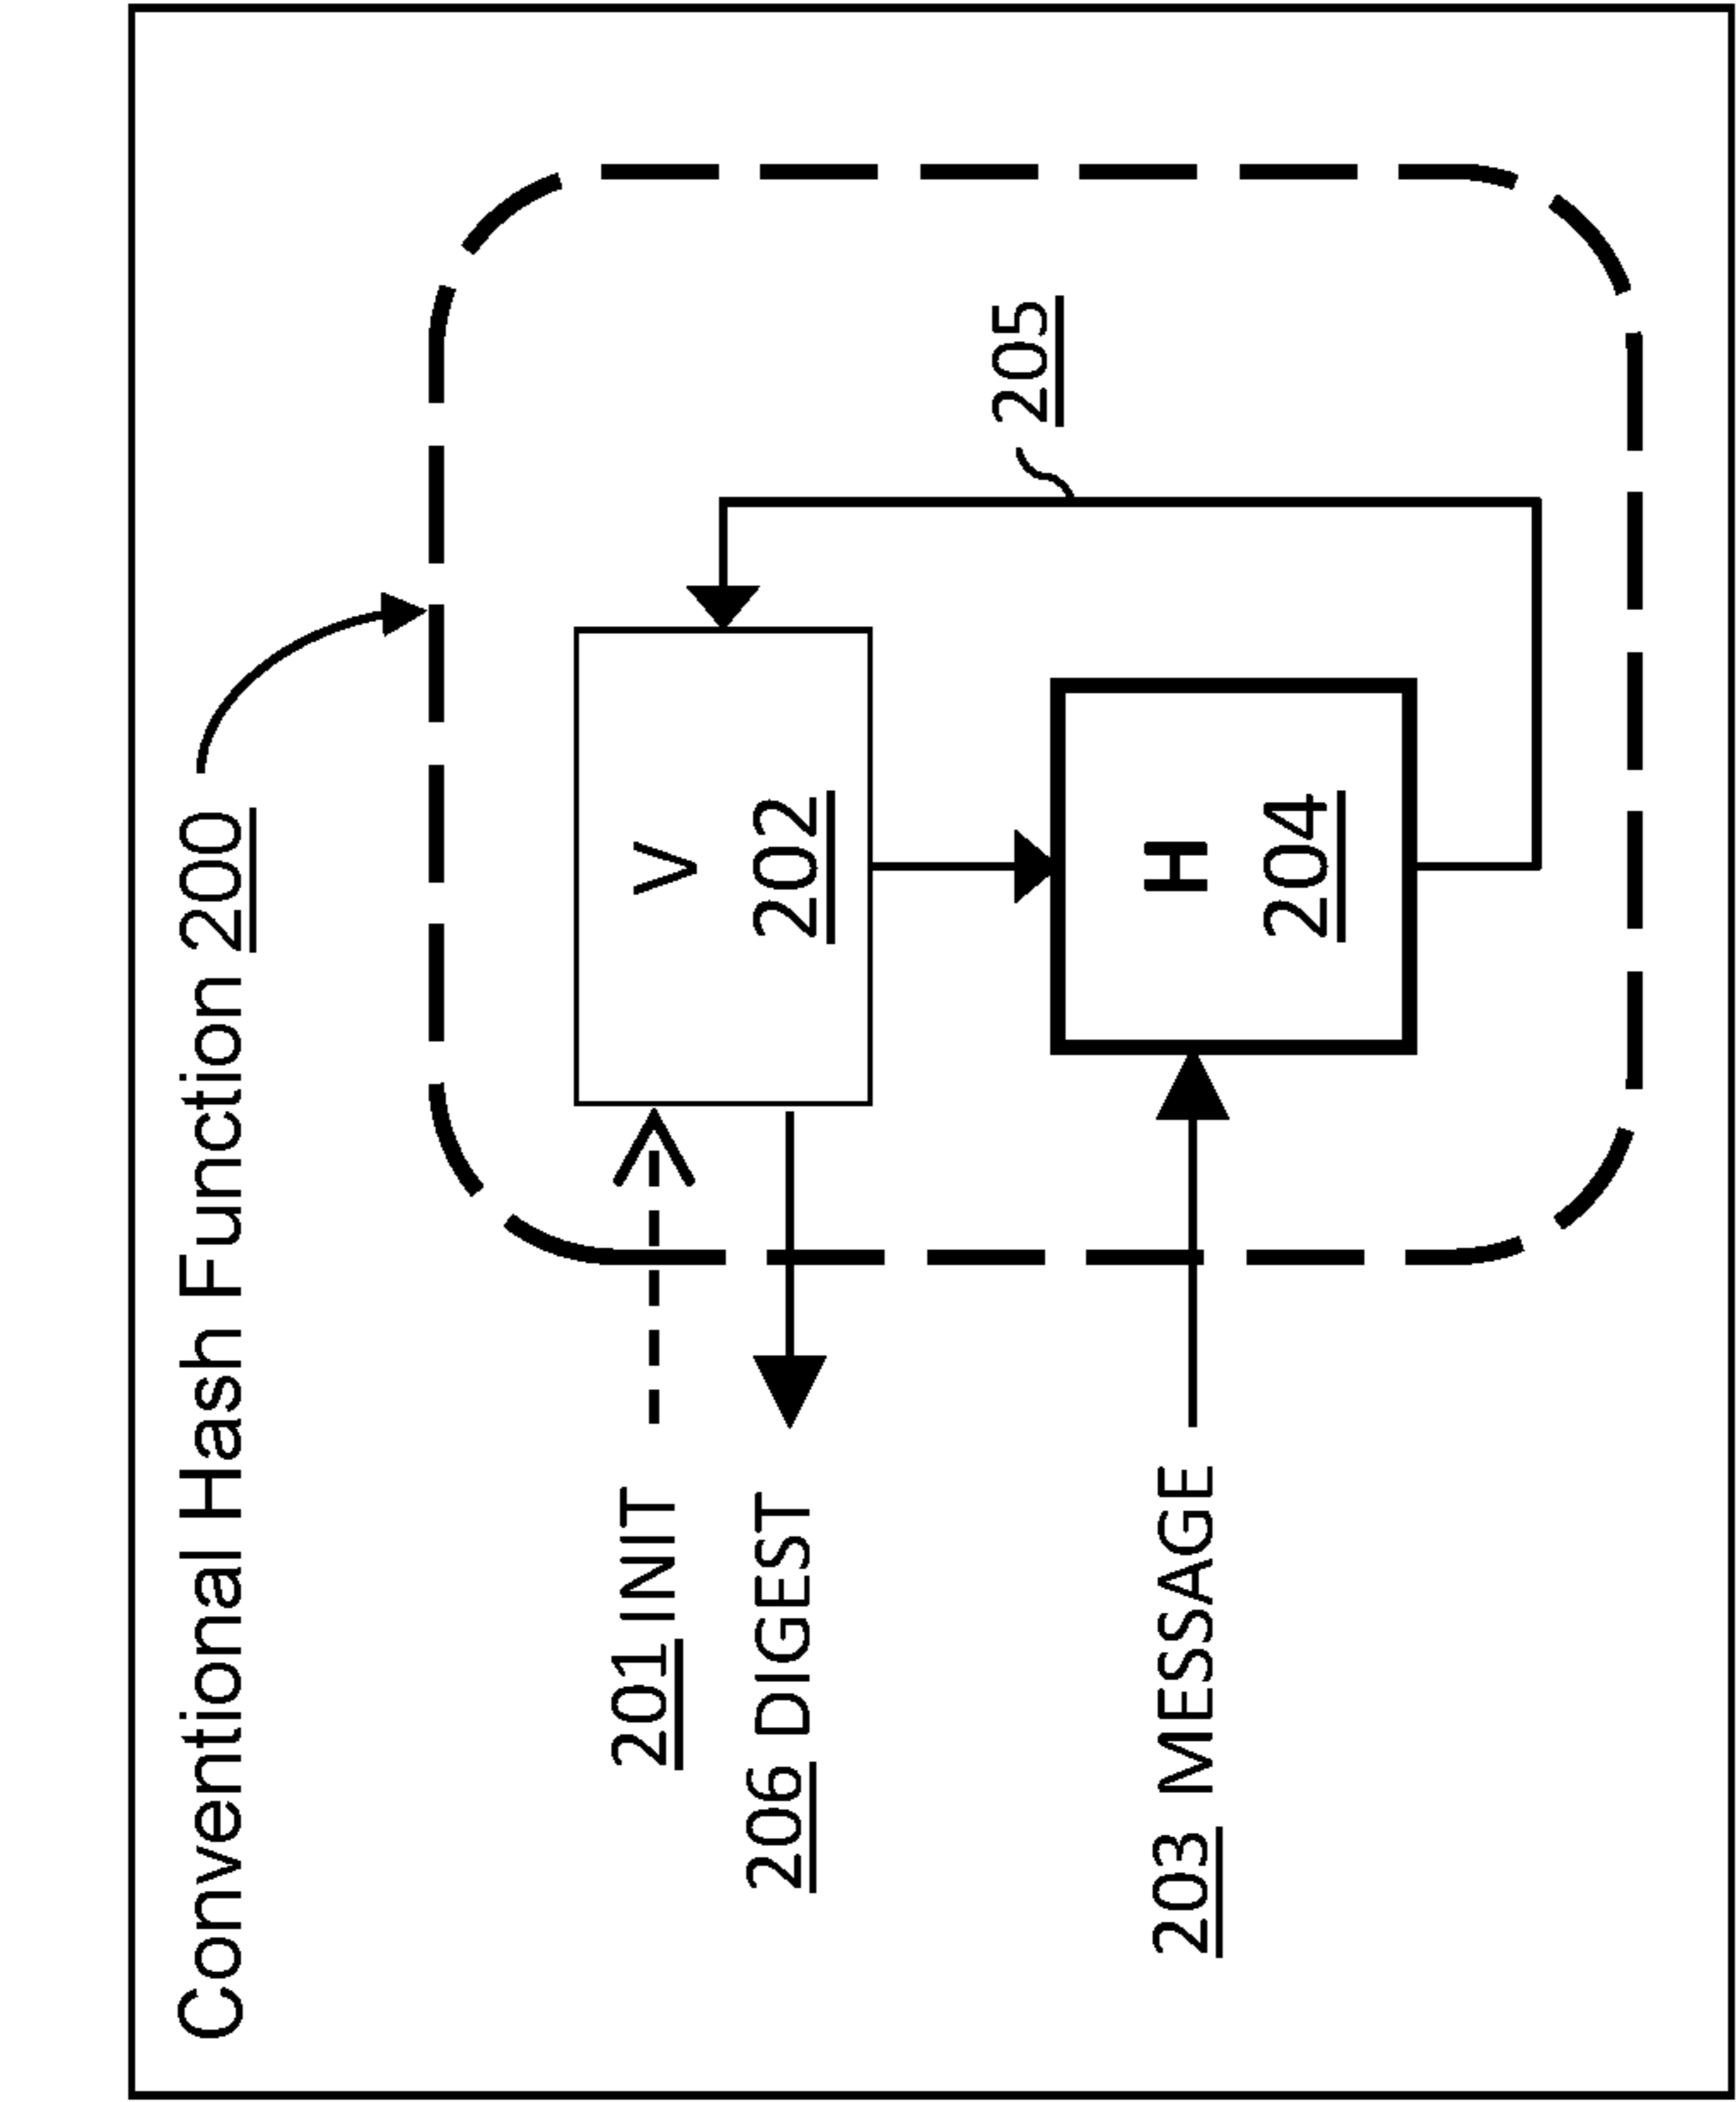 Conventional Hash Function 200
201 INIT
206 DIGEST
V
202
205
203 MESSAGE
H
204